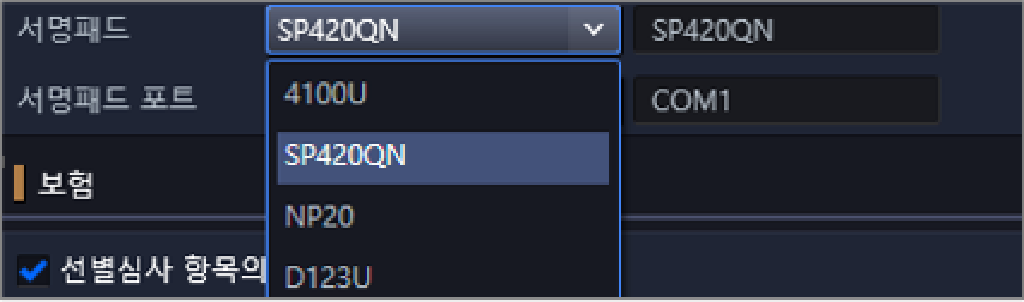 서명패드 SP420QN SP420QN
4100U
서명패드 포트 COM1
SP420QN
보험
NP20
선별심사 항목의
D123U